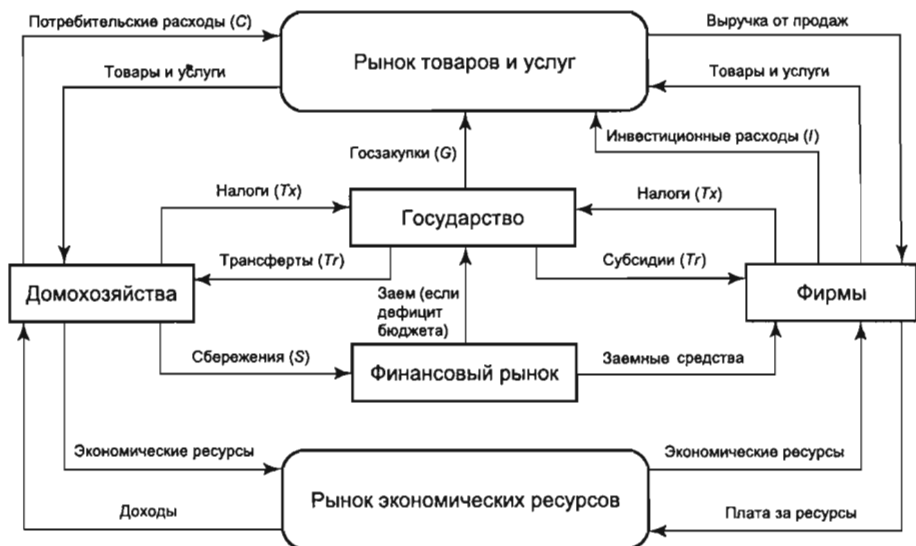 Потребительские расходы (C)
Выручка от продаж
Рынок товаров и услуг
Товары и услуги
Товары и услуги
Инвестиционные расходы (I)
Госзакупки (G)
Налоги (Tx)
Налоги (Tx)
Государство
Трансферты (Tr)
Субсидии (Tr)
Домохозяйства
Фирмы
Заем (если
дефицит
бюджета)
Сбережения (S)
Заемные средства
Финансовый рынок
Экономические ресурсы
Экономические ресурсы
Рынок экономических ресурсов
Доходы
Плата за ресурсы